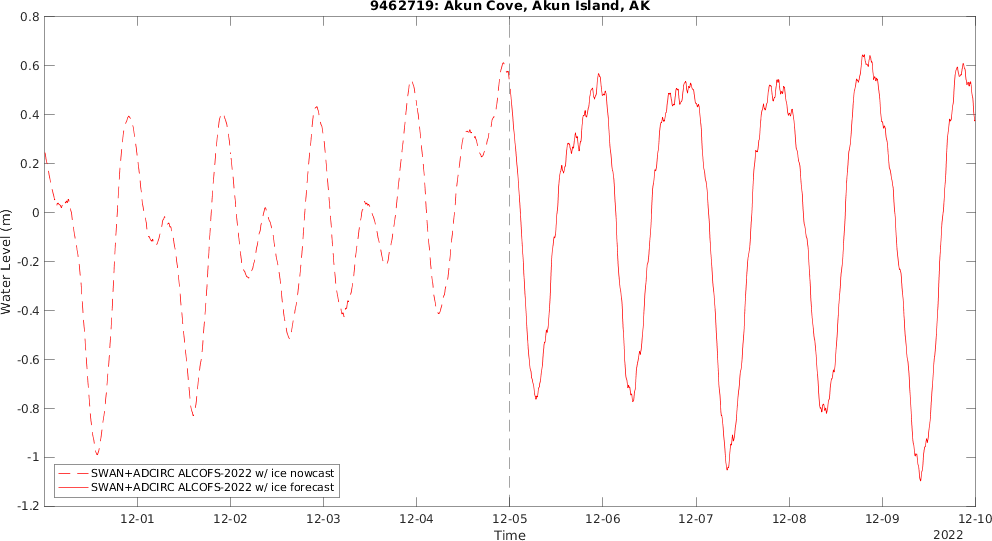 9462719: Akun Cove, Akun Island, AK
0.8
0.6
0.4
0.2
0
-0.2
-0.4
-0.6
-0.8
-1
-1.2
Water Level (m)
SWAN+ADCIRC ALCOFS-2022 w/ ice nowcast
SWAN+ADCIRC ALCOFS-2022 w/ ice forecast
12-01 12-02 12-03 12-04 12-05 12-06 12-07 12-08 12-09 12-10
Time
2022